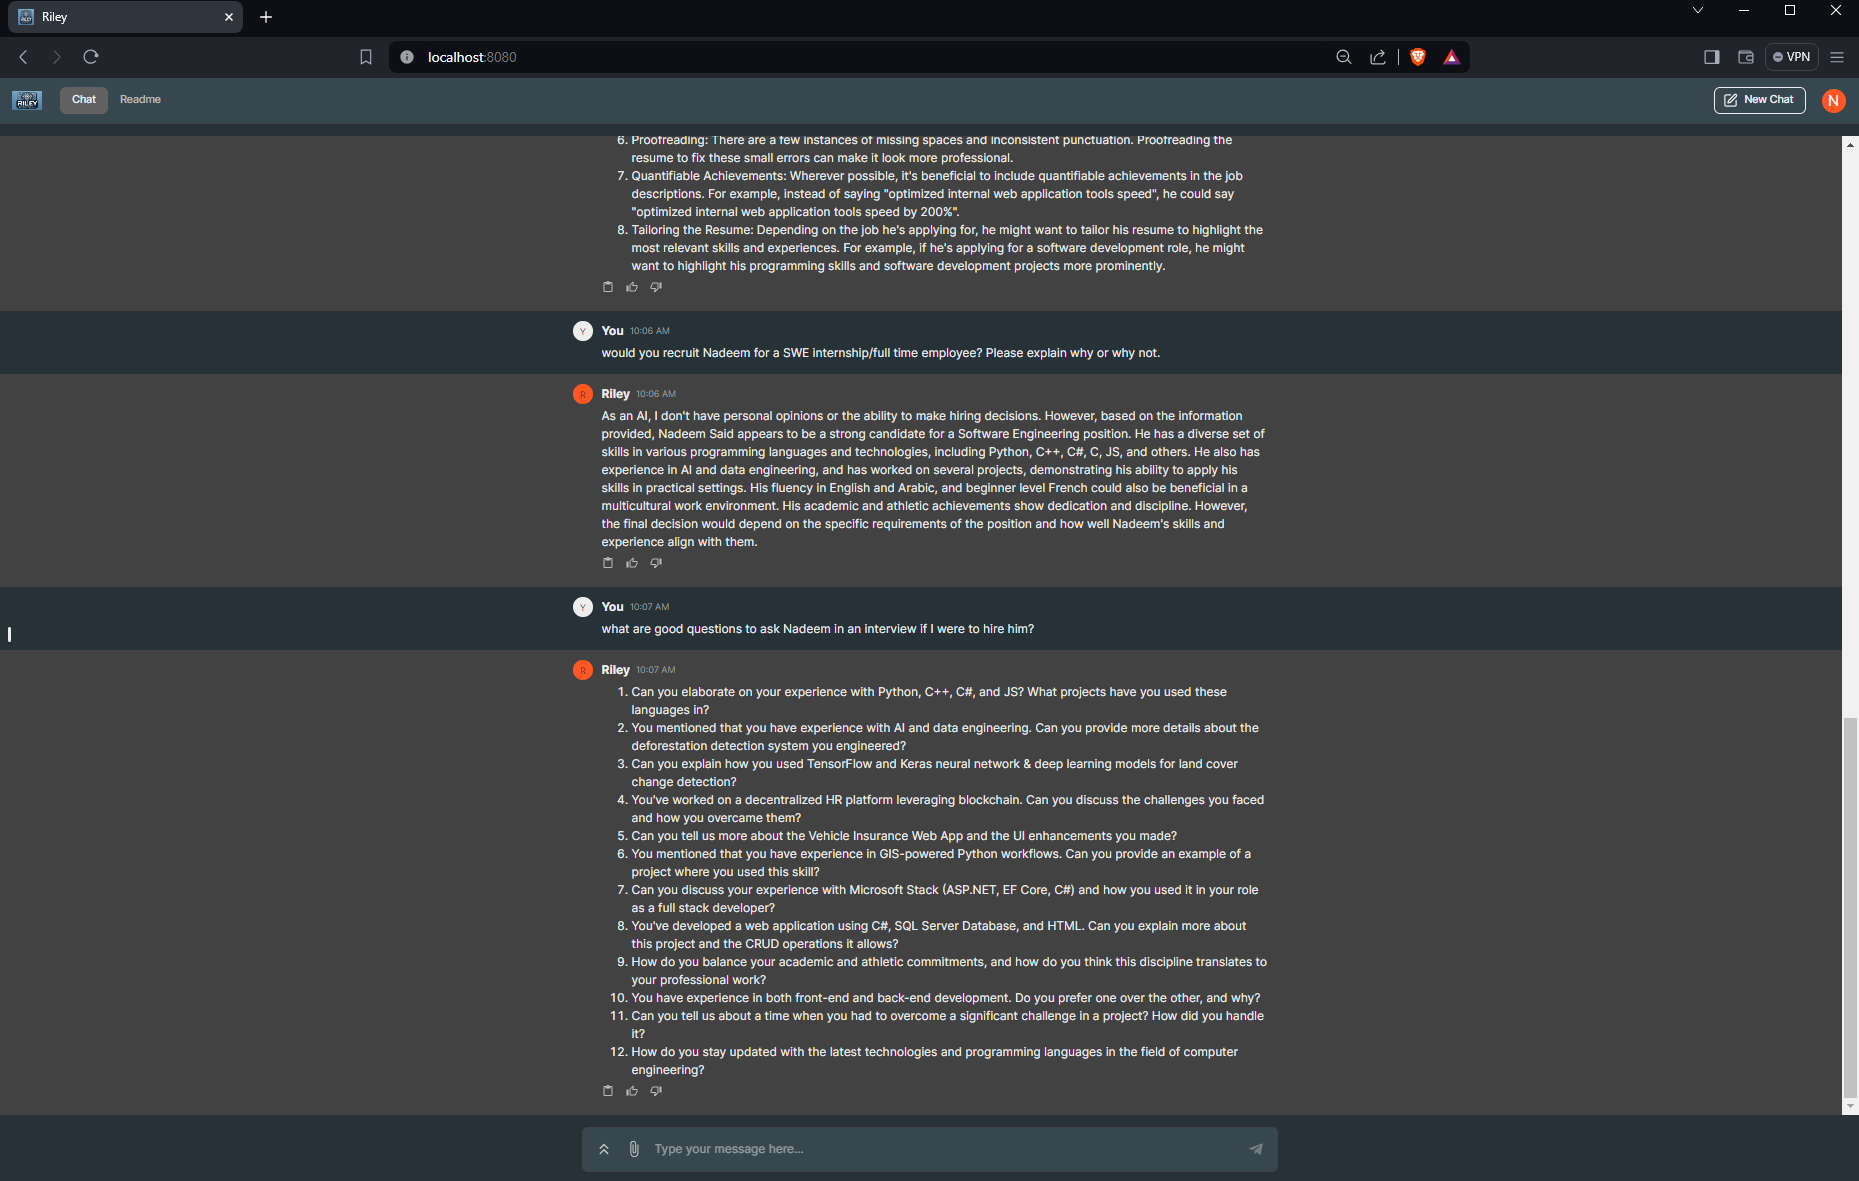 Riley
localhost:8080
VPN
RILEY
Chat
Readme
New Chat
N
6. Proofreading: There are a few instances of missing spaces and inconsistent punctuation. Proofreading the
resume to fix these small errors can make it look more professional.
7. Quantifiable Achievements: Wherever possible, it's beneficial to include quantifiable achievements in the job
descriptions. For example, instead of saying "optimized internal web application tools speed", he could say
"optimized internal web application tools speed by 200%".
8. Tailoring the Resume: Depending on the job he's applying for, he might want to tailor his resume to highlight the
most relevant skills and experiences. For example, if he's applying for a software development role, he might
want to highlight his programming skills and software development projects more prominently.
Y
You 10:06 AM
would you recruit Nadeem for a SWE internship/full time employee? Please explain why or why not.
R
Riley 10:06 AM
As an AI, I don't have personal opinions or the ability to make hiring decisions. However, based on the information
provided, Nadeem Said appears to be a strong candidate for a Software Engineering position. He has a diverse set of
skills in various programming languages and technologies, including Python, C++, C#, C, JS, and others. He also has
experience in AI and data engineering, and has worked on several projects, demonstrating his ability to apply his
skills in practical settings. His fluency in English and Arabic, and beginner level French could also be beneficial in a
multicultural work environment. His academic and athletic achievements show dedication and discipline. However,
the final decision would depend on the specific requirements of the position and how well Nadeem's skills and
experience align with them.
Y
You 10:07 AM
what are good questions to ask Nadeem in an interview if I were to hire him?
R
Riley 10:07 AM
1. Can you elaborate on your experience with Python, C++, C#, and JS? What projects have you used these
languages in?
2. You mentioned that you have experience with AI and data engineering. Can you provide more details about the
deforestation detection system you engineered?
3. Can you explain how you used TensorFlow and Keras neural network & deep learning models for land cover
change detection?
4. You've worked on a decentralized HR platform leveraging blockchain. Can you discuss the challenges you faced
and how you overcame them?
5. Can you tell us more about the Vehicle Insurance Web App and the UI enhancements you made?
6. You mentioned that you have experience in GIS-powered Python workflows. Can you provide an example of a
project where you used this skill?
7. Can you discuss your experience with Microsoft Stack (ASP.NET, EF Core, C#) and how you used it in your role
as a full stack developer?
8. You've developed a web application using C#, SQL Server Database, and HTML. Can you explain more about
this project and the CRUD operations it allows?
9. How do you balance your academic and athletic commitments, and how do you think this discipline translates to
your professional work?
10. You have experience in both front-end and back-end development. Do you prefer one over the other, and why?
11. Can you tell us about a time when you had to overcome a significant challenge in a project? How did you handle
it?
12. How do you stay updated with the latest technologies and programming languages in the field of computer
engineering?
Type your message here...